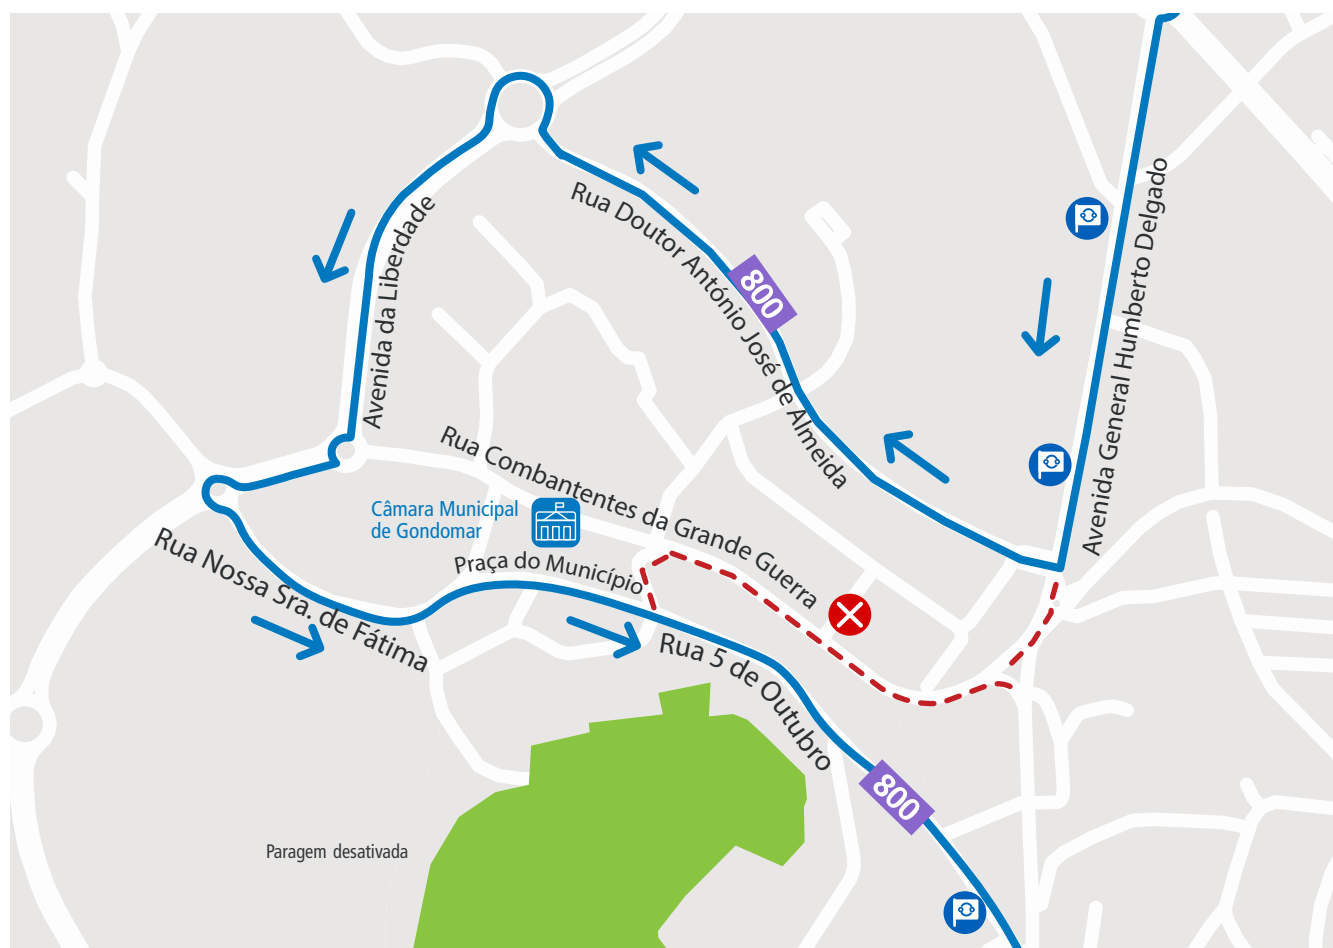 Avenida General Humberto Delgado
Rua Doutor António José de Almeida
800
Avenida da Liberdade
Rua Combantentes da Grande Guerra
Câmara Municipal
de Gondomar
Praça do Município
Rua Nossa Sra. de Fátima
Rua 5 de Outubro
800
Paragem desativada